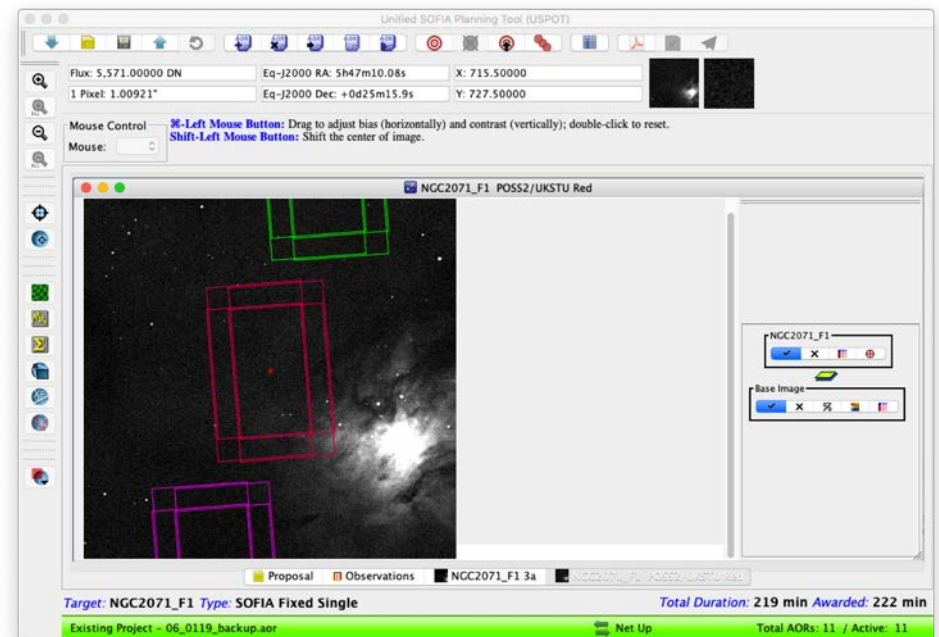 Unified SOFIA Planning Tool (USPOT)
Flux: 5,571.00000 DN
Eq-J2000 RA: 5h47m10.08s
X: 715.50000
1 Pixel: 1.00921"
Eq-J2000 Dec: +0d25m15.9s
Y: 727.50000
Mouse Control
⌘-Left Mouse Button: Drag to adjust bias (horizontally) and contrast (vertically); double-click to reset.
Shift-Left Mouse Button: Shift the center of image.
Mouse:
NGC2071_F1 POSS2/UKSTU Red
NGC2071_F1
Base Image
Proposal
Observations
NGC2071_F1 3a
NGC2071_F1 POSS2/UKSTU Red
Target: NGC2071_F1 Type: SOFIA Fixed Single
Total Duration: 219 min Awarded: 222 min
Existing Project - 06_0119_backup.aor
Net Up
Total AORs: 11 / Active: 11